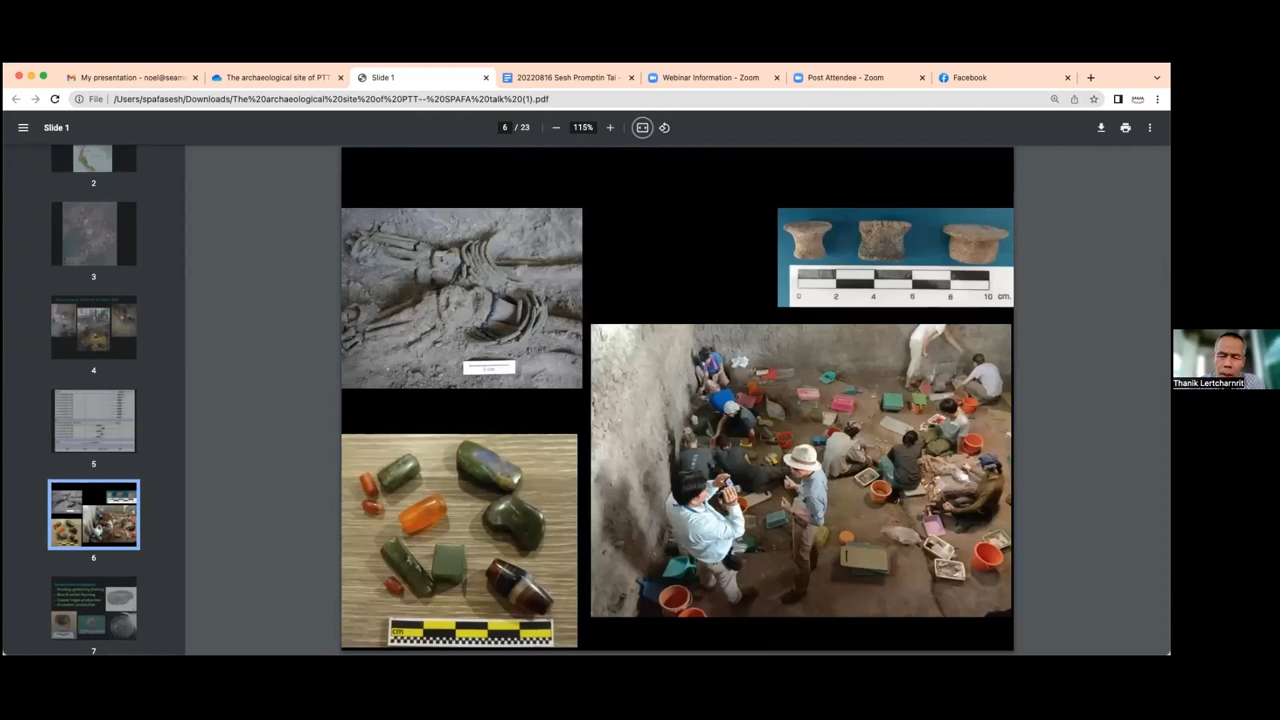 My presentation - noel@seam
The archaeological site of PTT
Slide 1
20220816 Sesh Promptin Tai -
Webinar Information - Zoom
Post Attendee - Zoom
Facebook
File
/Users/spafasesh/Downloads/The%20archaeological%20site%20of%20PTT--%20SPAFA%20talk%20(1).pdf
Slide 1
6 / 23
115%
2
3
4
5
6
7
5 cm
0 2 4 6 8 10 cm.
cm
Thanik Lertcharnrit